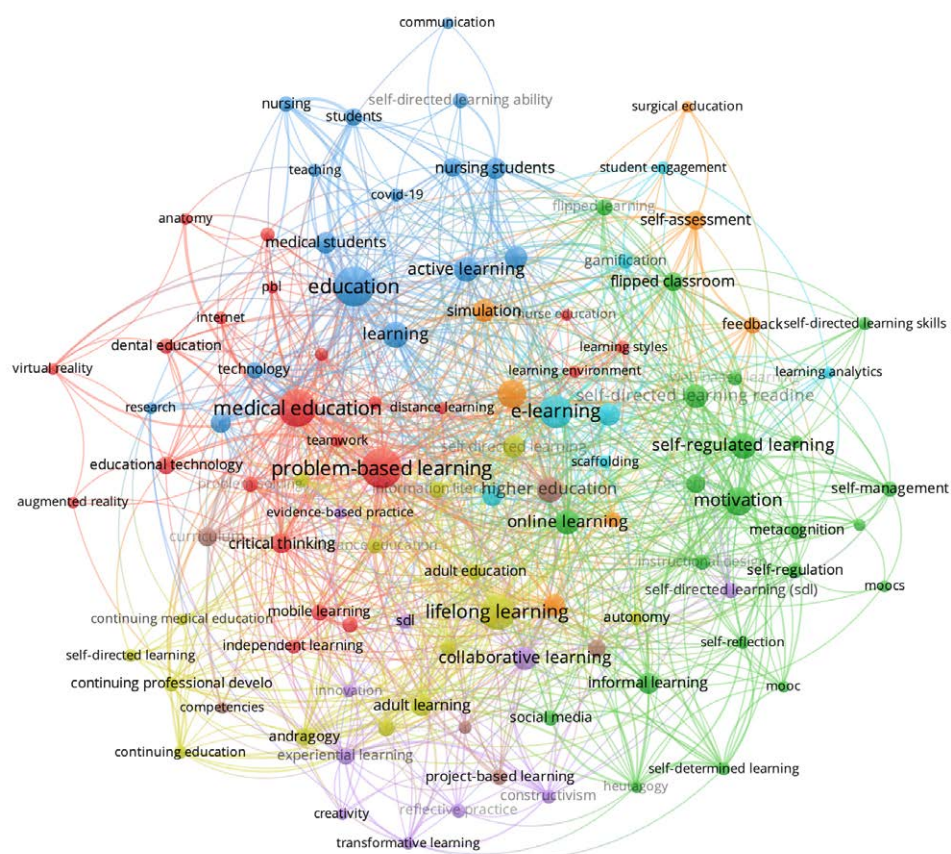 communication
self-directed learning ability
nursing
students
surgical education
teaching
nursing students
student engagement
covid-19
flipped learning
anatomy
self-assessment
medical students
active learning
gamification
pbl
education
flipped classroom
internet
simulation
nurse education
feedback
self-directed learning skills
learning
dental education
learning styles
virtual reality
technology
learning environment
learning analytics
self-directed learning readine
research
medical education
distance learning
e-learning
teamwork
self-directed learning
self-regulated learning
educational technology
problem-based learning
scaffolding
problem solving
higher education
self-management
augmented reality
motivation
evidence-based practice
online learning
metacognition
curriculum
critical thinking
adult education
instructional design
self-regulation
self-directed learning (sdl)
moocs
continuing medical education
mobile learning
lifelong learning
sdl
autonomy
independent learning
self-reflection
self-directed learning
collaborative learning
continuing professional develo
innovation
informal learning
mooc
competencies
adult learning
social media
andragogy
continuing education
experiential learning
project-based learning
self-determined learning
constructivism
heutagogy
creativity
reflective practice
transformative learning